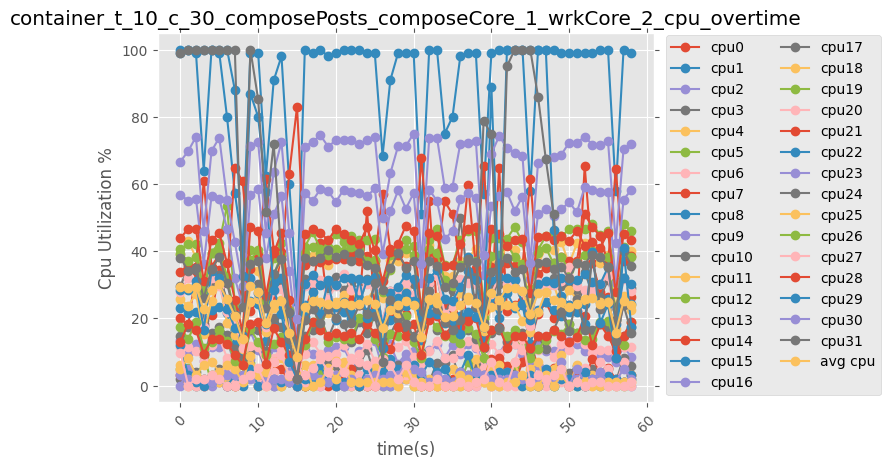 container_t_10_c_30_composePosts_composeCore_1_wrkCore_2_cpu_overtime
Cpu Utilization %
100
80
60
40
20
0
0
10
20
30
40
50
60
time(s)
cpu0
cpu1
cpu2
cpu3
cpu4
cpu5
cpu6
cpu7
cpu8
cpu9
cpu10
cpu11
cpu12
cpu13
cpu14
cpu15
cpu16
cpu17
cpu18
cpu19
cpu20
cpu21
cpu22
cpu23
cpu24
cpu25
cpu26
cpu27
cpu28
cpu29
cpu30
cpu31
avg cpu